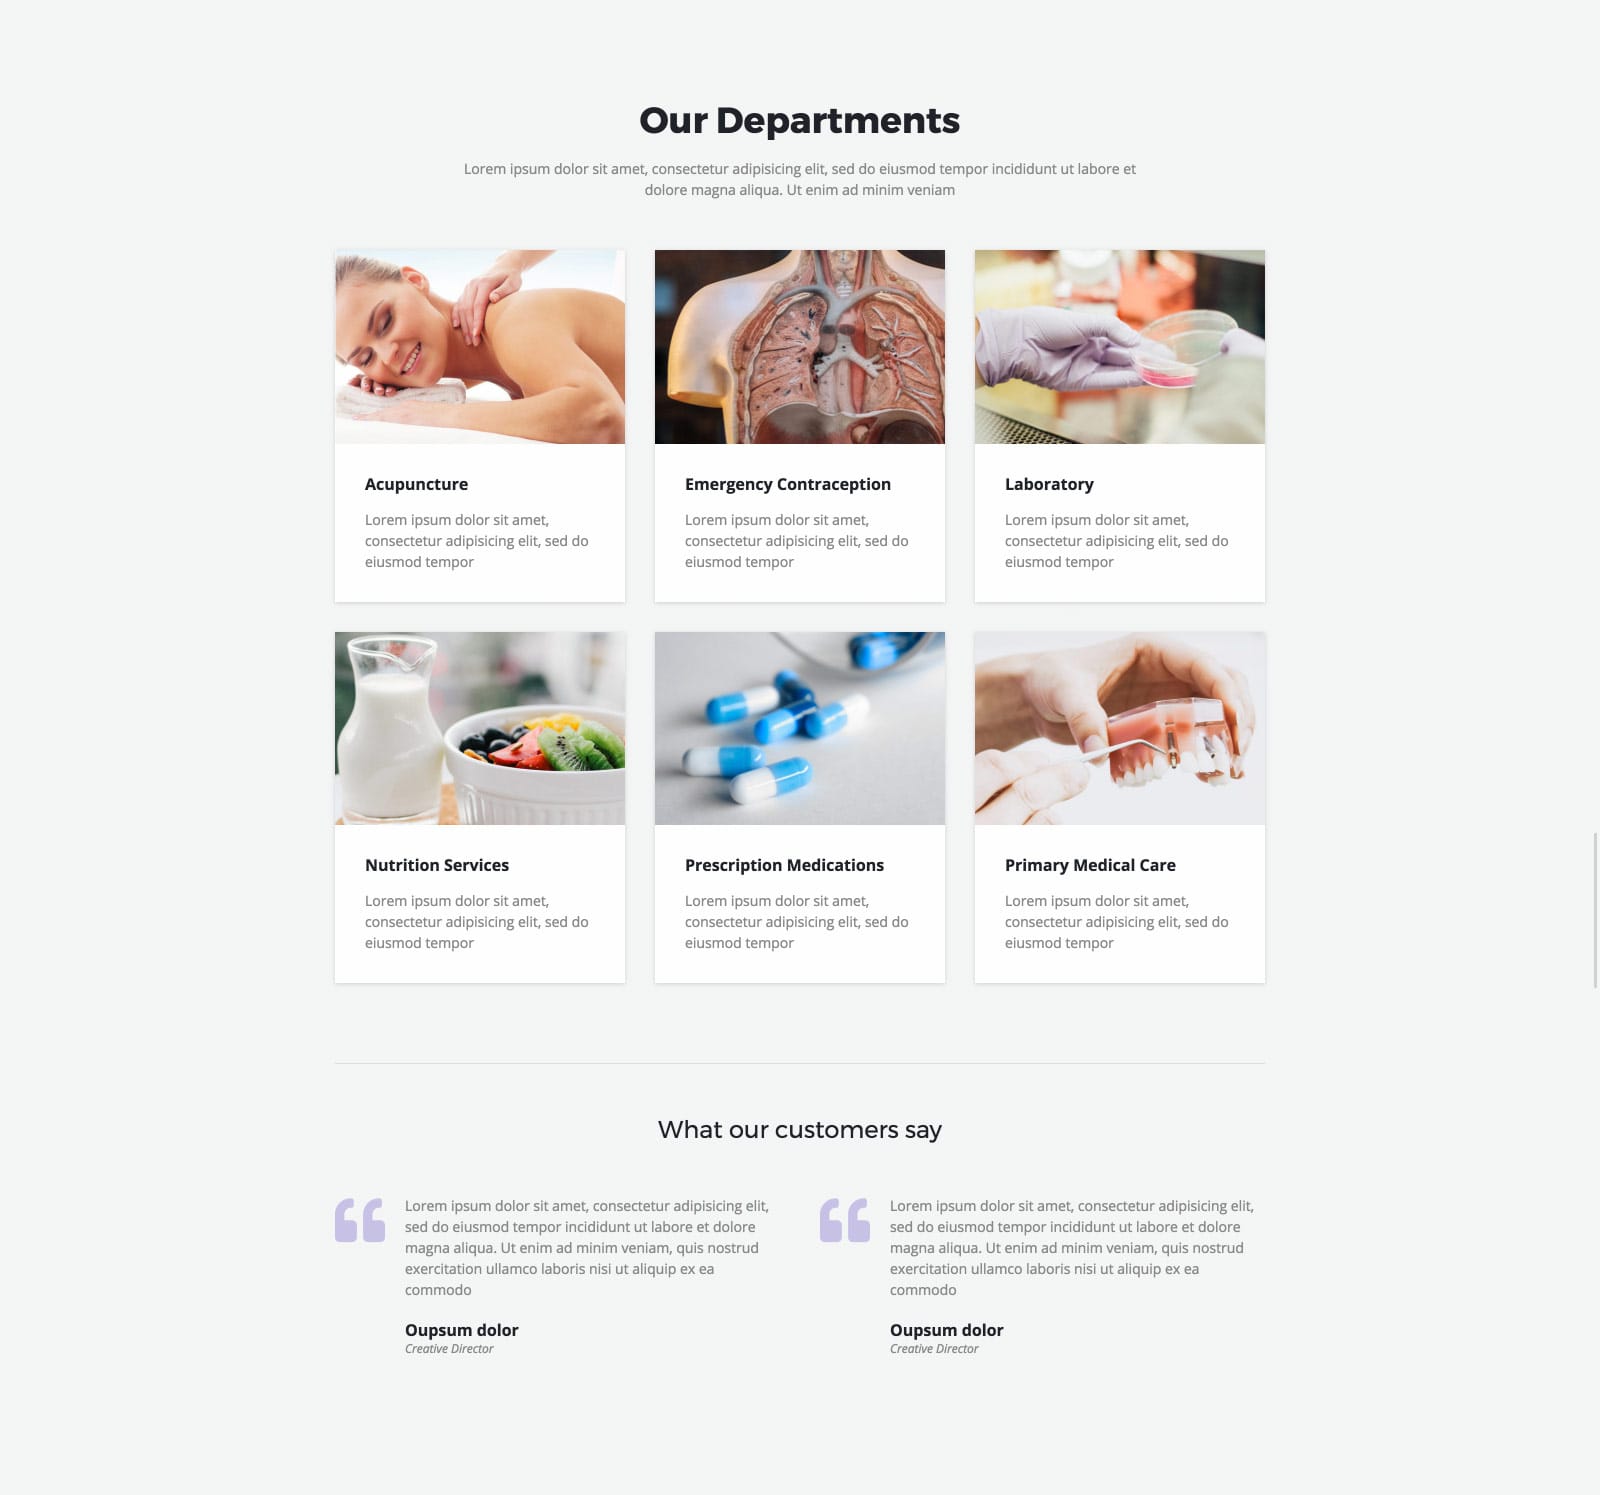 Our Departments
Lorem ipsum dolor sit amet, consectetur adipisicing elit, sed do eiusmod tempor incididunt ut labore et
dolore magna aliqua. Ut enim ad minim veniam
Acupuncture
Lorem ipsum dolor sit amet,
consectetur adipisicing elit, sed do
eiusmod tempor
Emergency Contraception
Lorem ipsum dolor sit amet,
consectetur adipisicing elit, sed do
eiusmod tempor
Laboratory
Lorem ipsum dolor sit amet,
consectetur adipisicing elit, sed do
eiusmod tempor
Nutrition Services
Lorem ipsum dolor sit amet,
consectetur adipisicing elit, sed do
eiusmod tempor
Prescription Medications
Lorem ipsum dolor sit amet,
consectetur adipisicing elit, sed do
eiusmod tempor
Primary Medical Care
Lorem ipsum dolor sit amet,
consectetur adipisicing elit, sed do
eiusmod tempor
What our customers say
Lorem ipsum dolor sit amet, consectetur adipisicing elit,
sed do eiusmod tempor incididunt ut labore et dolore
magna aliqua. Ut enim ad minim veniam, quis nostrud
exercitation ullamco laboris nisi ut aliquip ex ea
commodo
Oupsum dolor
Creative Director
Lorem ipsum dolor sit amet, consectetur adipisicing elit,
sed do eiusmod tempor incididunt ut labore et dolore
magna aliqua. Ut enim ad minim veniam, quis nostrud
exercitation ullamco laboris nisi ut aliquip ex ea
commodo
Oupsum dolor
Creative Director